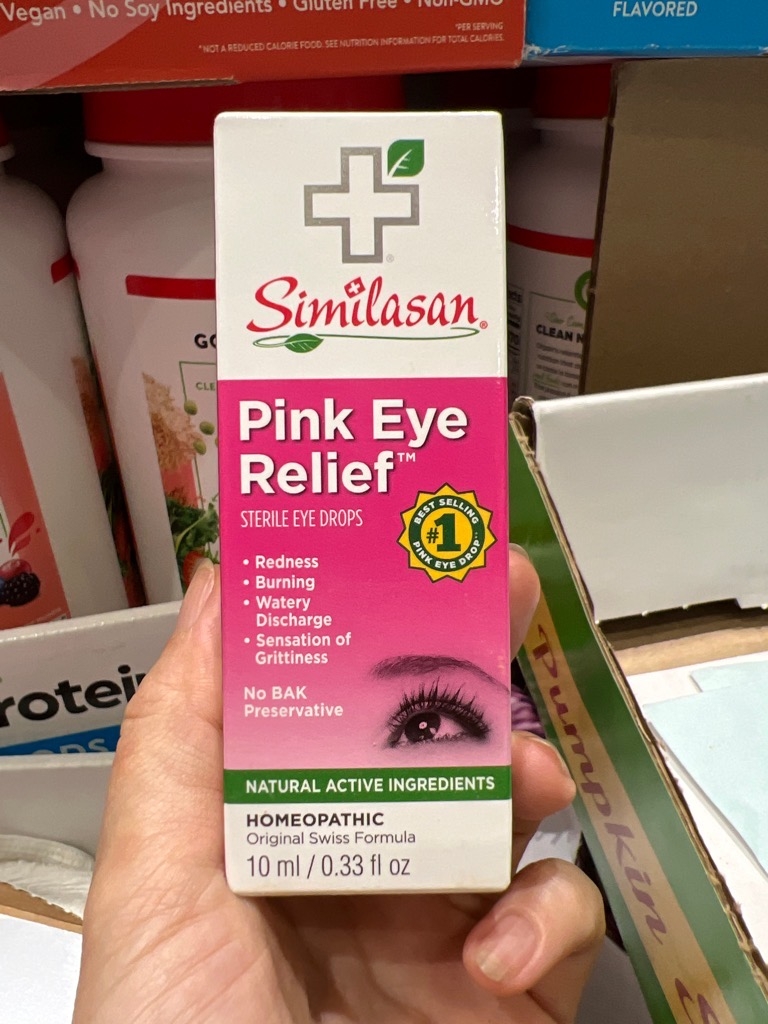 Vegan • No Soy Ingredients • Gluten Free • Non-GMO
*PER SERVING
*NOT A REDUCED CALORIE FOOD. SEE NUTRITION INFORMATION FOR TOTAL CALORIES.
FLAVORED
Similasan®
Pink Eye
Relief™
STERILE EYE DROPS
BEST SELLING
#1
PINK EYE DROP
• Redness
• Burning
• Watery
Discharge
• Sensation of
Grittiness
No BAK
Preservative
NATURAL ACTIVE INGREDIENTS
HOMEOPATHIC
Original Swiss Formula
10 ml / 0.33 fl oz
GO
CLE
CLEAN N
rotein
Pumpkin